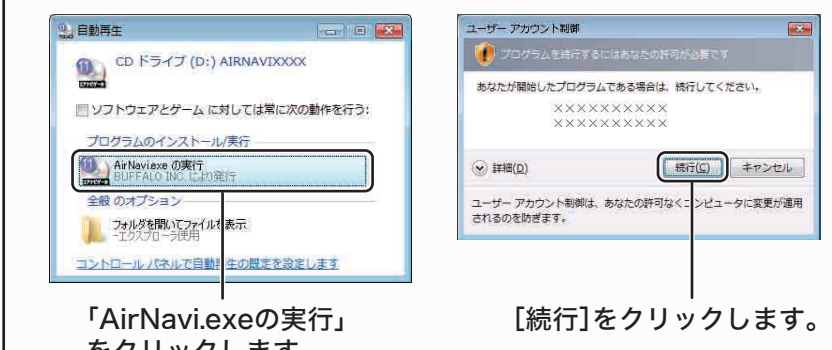 自動再生
CD ドライブ (D:) AIRNAVIXXXX
ソフトウェアとゲーム に対しては常に次の動作を行う:
プログラムのインストール/実行
AirNavi.exe の実行
BUFFALO INC. により発行
全般 のオプション
フォルダを開いてファイルを表示
-エクスプローラ使用
コントロール パネルで自動再生の既定を設定します
「AirNavi.exeの実行」
をクリックします
ユーザー アカウント制御
プログラムを続行するにはあなたの許可が必要です
あなたが開始したプログラムである場合は、続行してください。
××××××××××
××××××××××
詳細(D)
続行(C)
キャンセル
ユーザー アカウント制御は、あなたの許可なくコンピュータに変更が適用
されるのを防ぎます。
[続行]をクリックします。